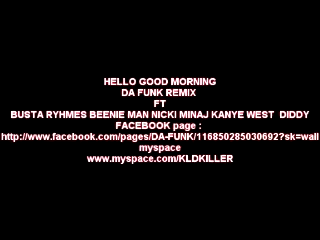 HELLO GOOD MORNING
DA FUNK REMIX
FT
BUSTA RYHMES BEENIE MAN NICKI MINAJ KANYE WEST DIDDY
FACEBOOK page :
http://www.facebook.com/pages/DA-FUNK/116850285030692?sk=wall
myspace
www.myspace.com/KLDKILLER